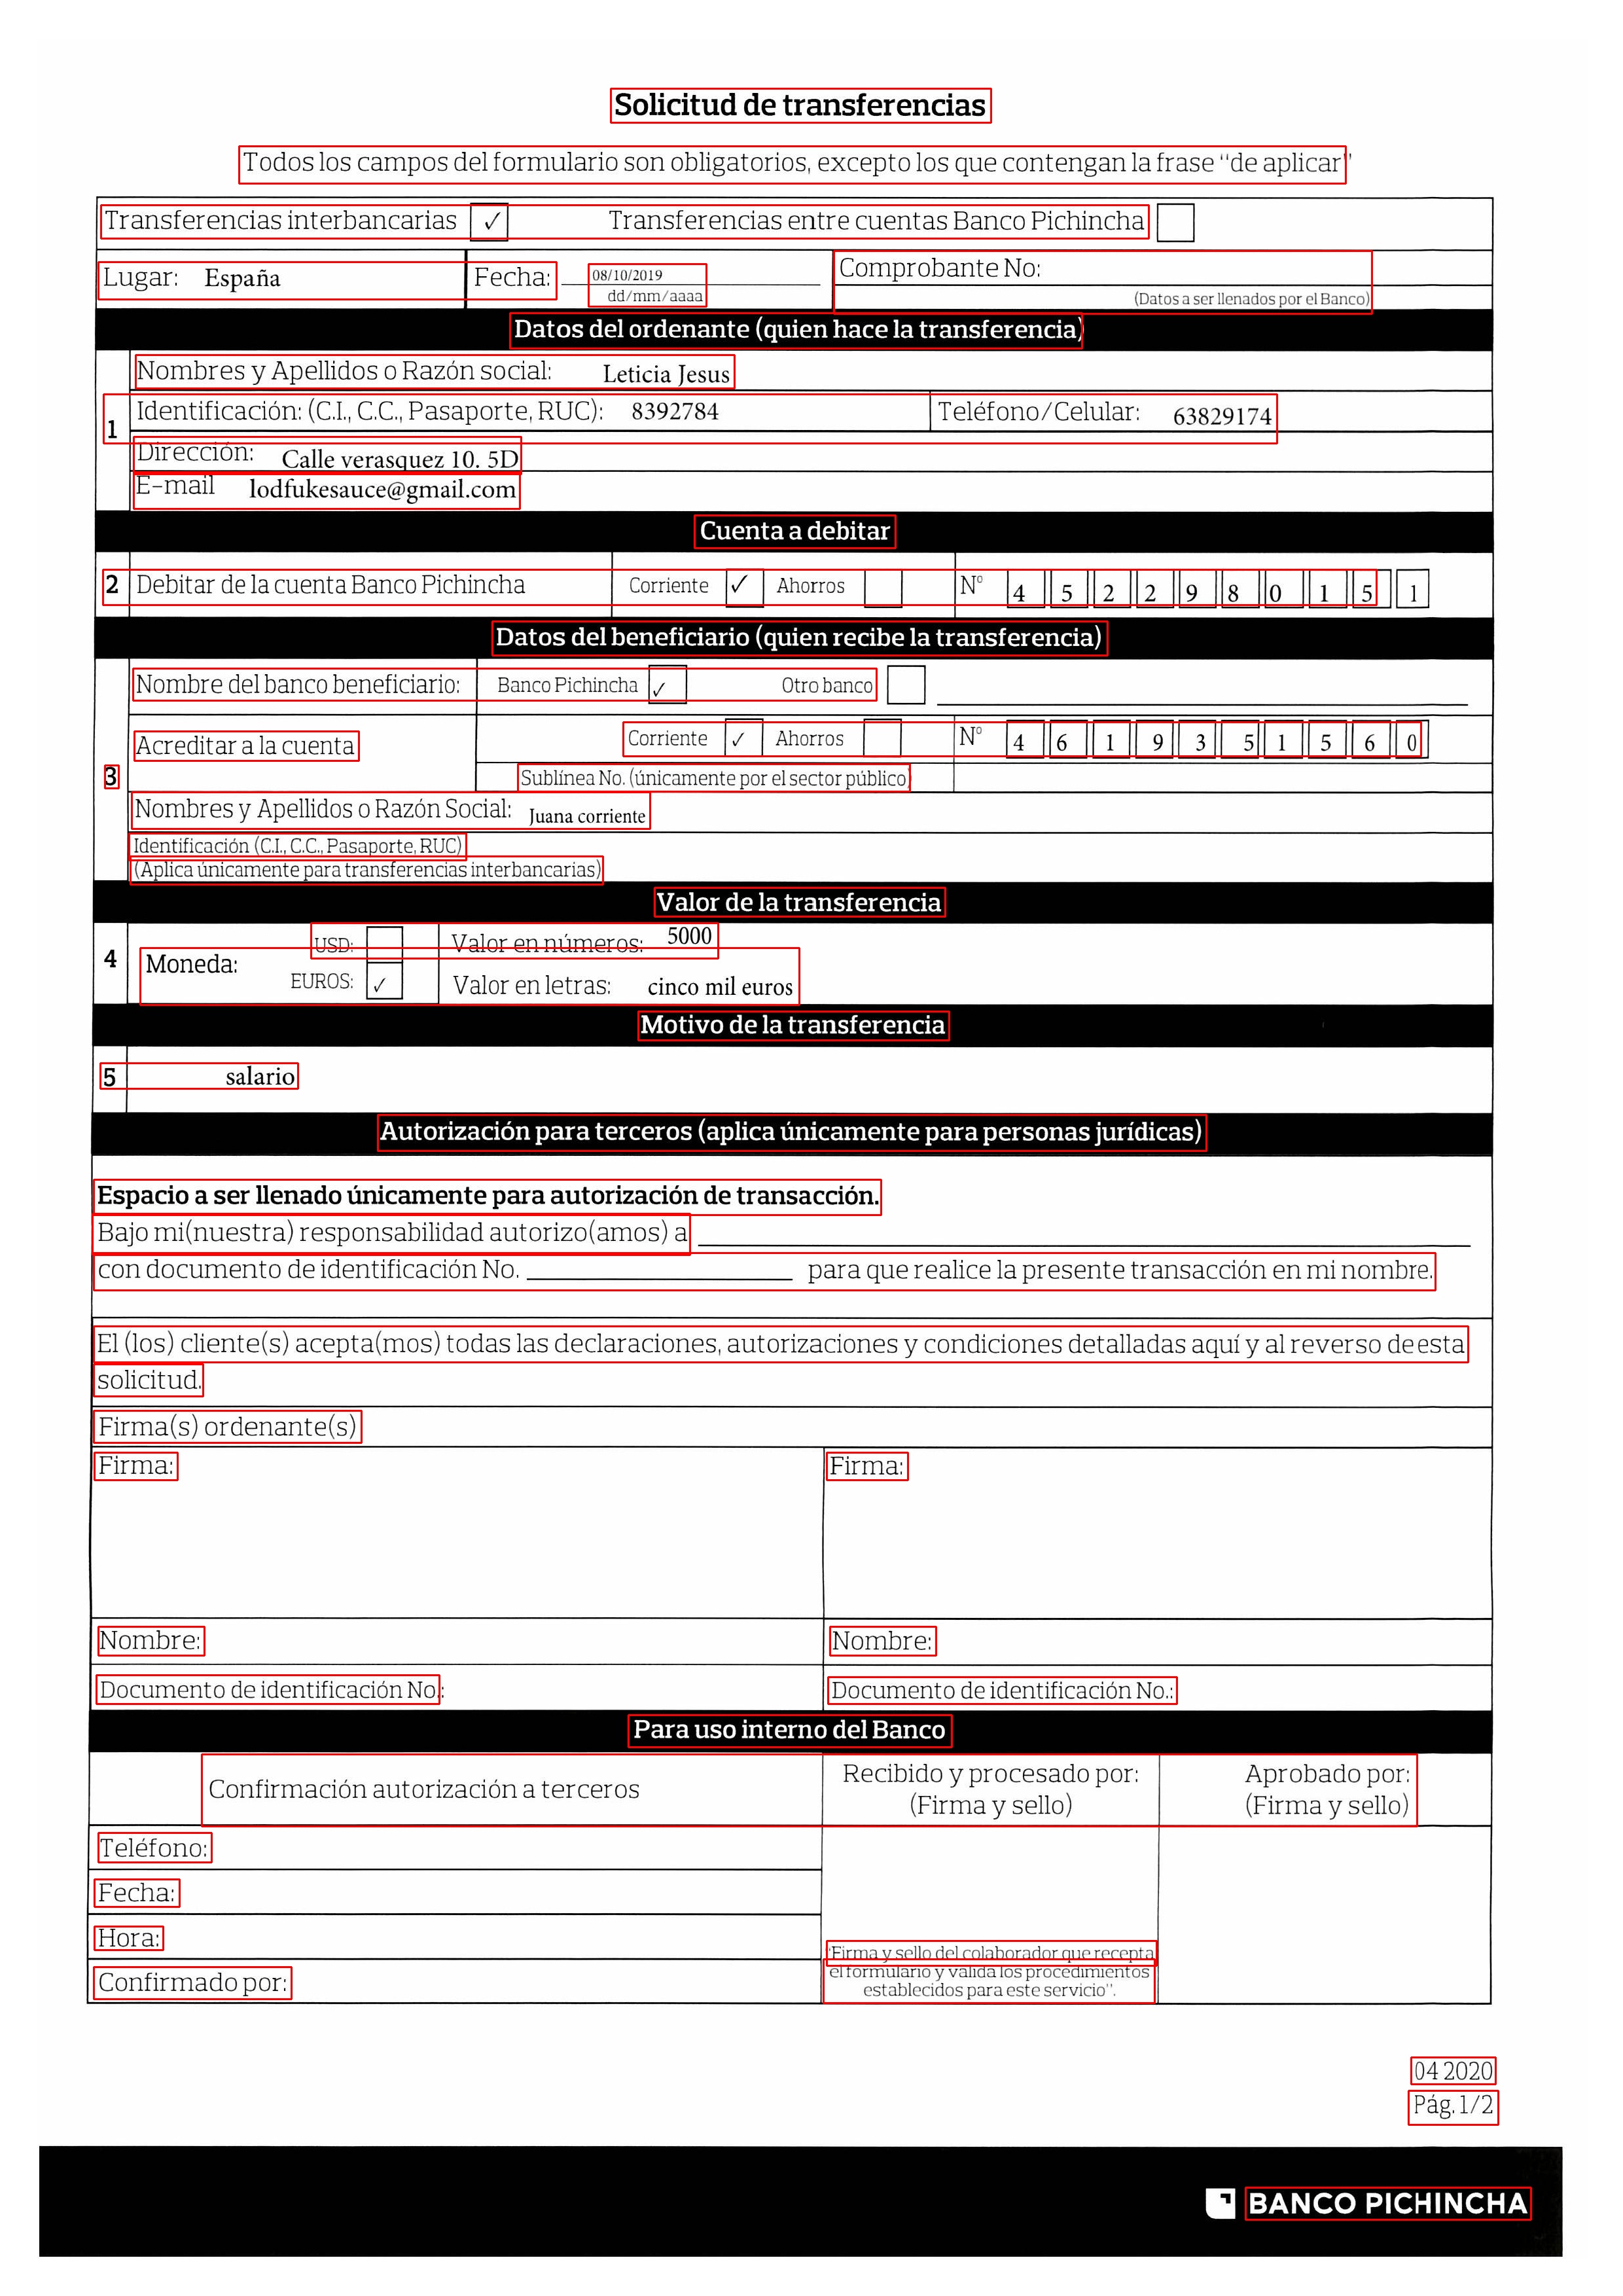 Solicitud de transferencias
Todos los campos del formulario son obligatorios, excepto los que contengan la frase “de aplicar”
Transferencias interbancarias ✓ Transferencias entre cuentas Banco Pichincha
Lugar: España Fecha: 08/10/2019 Comprobante No:
dd/mm/aaaa (Datos a ser llenados por el Banco)
Datos del ordenante (quien hace la transferencia)
Nombres y Apellidos o Razón social: Leticia Jesus
1 Identificación: (C.I., C.C., Pasaporte, RUC): 8392784 Teléfono/Celular: 63829174
Dirección: Calle verasquez 10. 5D
E-mail lodfukesauce@gmail.com
Cuenta a debitar
2 Debitar de la cuenta Banco Pichincha Corriente ✓ Ahorros N° 4 5 2 2 9 8 0 1 5 1
Datos del beneficiario (quien recibe la transferencia)
Nombre del banco beneficiario: Banco Pichincha ✓ Otro banco
Acreditar a la cuenta Corriente ✓ Ahorros N° 4 6 1 9 3 5 1 5 6 0
3 Sublínea No. (únicamente por el sector público)
Nombres y Apellidos o Razón Social: Juana corriente
Identificación (C.I., C.C., Pasaporte, RUC)
(Aplica únicamente para transferencias interbancarias)
Valor de la transferencia
4 Moneda: USD: Valor en números: 5000
EUROS: ✓ Valor en letras: cinco mil euros
Motivo de la transferencia
5 salario
Autorización para terceros (aplica únicamente para personas jurídicas)
Espacio a ser llenado únicamente para autorización de transacción.
Bajo mi(nuestra) responsabilidad autorizo(amos) a
con documento de identificación No. para que realice la presente transacción en mi nombre.
El (los) cliente(s) acepta(mos) todas las declaraciones, autorizaciones y condiciones detalladas aquí y al reverso de esta
solicitud.
Firma(s) ordenante(s)
Firma: Firma:
Nombre: Nombre:
Documento de identificación No.: Documento de identificación No.:
Para uso interno del Banco
Confirmación autorización a terceros Recibido y procesado por: Aprobado por:
(Firma y sello) (Firma y sello)
Teléfono:
Fecha:
Hora:
Confirmado por:
“Firma y sello del colaborador que recepta
el formulario y valida los procedimientos
establecidos para este servicio”.
04 2020
Pág. 1/2
BANCO PICHINCHA